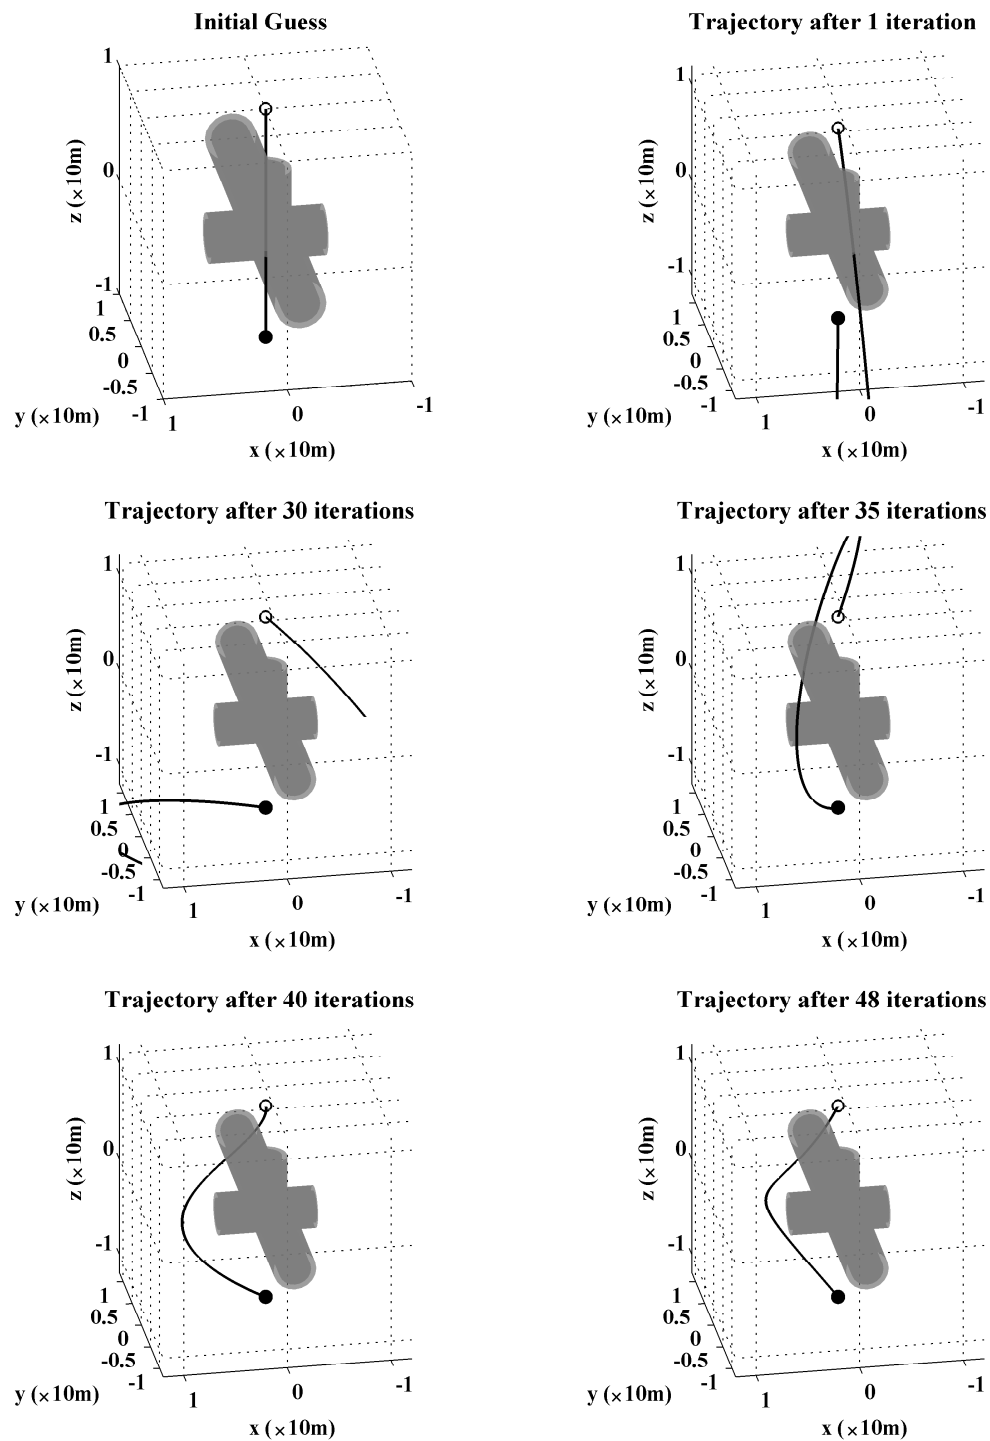 Initial Guess
1
0
-1
z (×10m)
1
0.5
0
-0.5
-1
y (×10m)
1
0
-1
x (×10m)
Trajectory after 1 iteration
1
0
-1
z (×10m)
1
0.5
0
-0.5
-1
y (×10m)
1
0
-1
x (×10m)
Trajectory after 30 iterations
1
0
-1
z (×10m)
1
0.5
0
-0.5
-1
y (×10m)
1
0
-1
x (×10m)
Trajectory after 35 iterations
1
0
-1
z (×10m)
1
0.5
0
-0.5
-1
y (×10m)
1
0
-1
x (×10m)
Trajectory after 40 iterations
1
0
-1
z (×10m)
1
0.5
0
-0.5
-1
y (×10m)
1
0
-1
x (×10m)
Trajectory after 48 iterations
1
0
-1
z (×10m)
1
0.5
0
-0.5
-1
y (×10m)
1
0
-1
x (×10m)